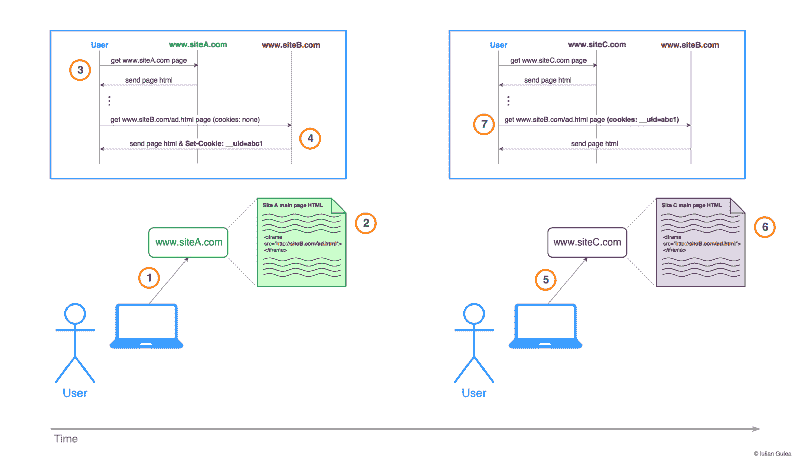 User
www.siteA.com
www.siteB.com
3
get www.siteA.com page
send page html
get www.siteB.com/ad.html page (cookies: none)
4
send page html & Set-Cookie: __uid=abc1
User
www.siteC.com
www.siteB.com
get www.siteC.com page
send page html
7
get www.siteB.com/ad.html page (cookies: __uid=abc1)
send page html
www.siteA.com
1
Site A main page HTML
<iframe
src="http://siteB.com/ad.html">
</iframe>
2
User
www.siteC.com
5
Site C main page HTML
<iframe
src="http://siteB.com/ad.html">
</iframe>
6
User
Time
© Iulian Gulea